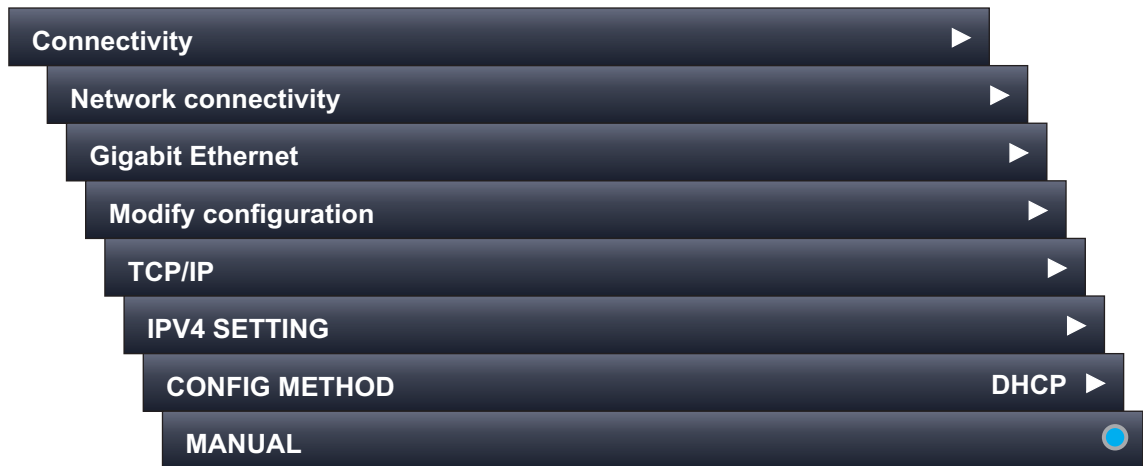 Connectivity
Network connectivity
Gigabit Ethernet
Modify configuration
TCP/IP
IPV4 SETTING
CONFIG METHOD DHCP
MANUAL